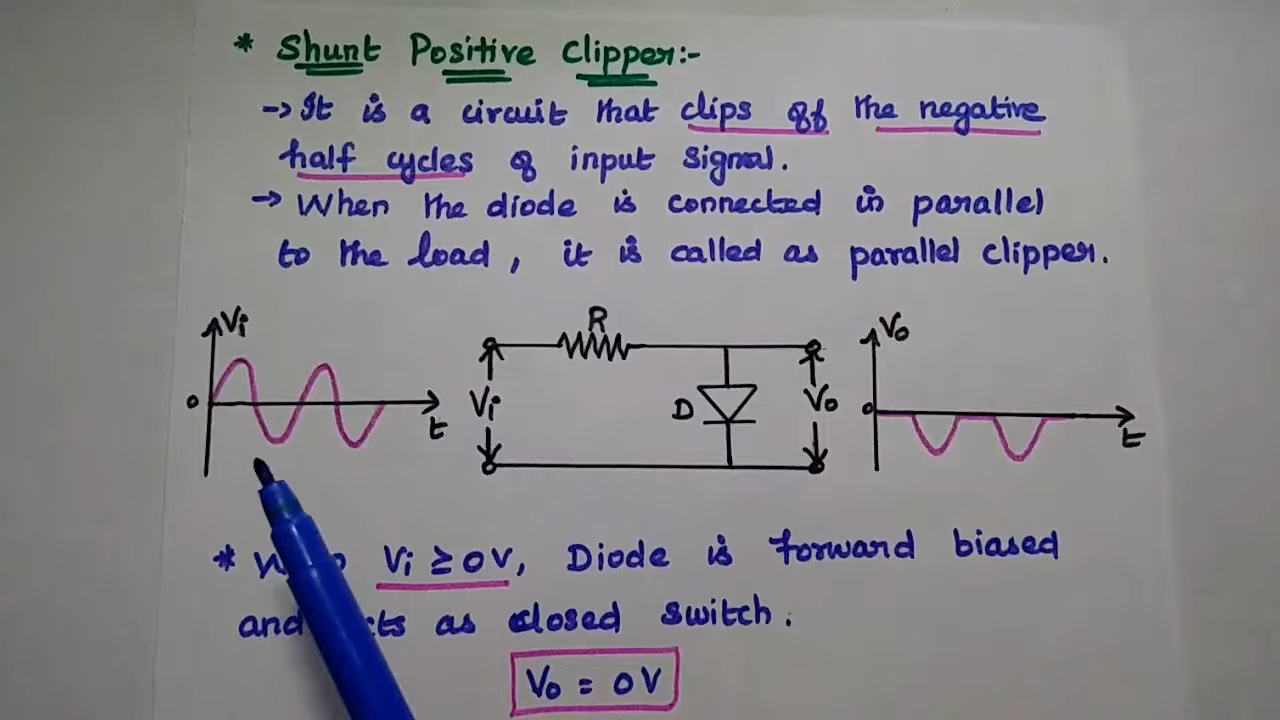 * Shunt Positive Clipper:-
→ It is a circuit that clips off the negative
half cycles of input signal.
→ When the diode is connected in parallel
to the load, it is called as parallel clipper.
Vi
0
t
R
Vi
D
Vo
Vo
0
t
* Vi ≥ 0V, Diode is forward biased
and as closed switch.
Vo = 0V